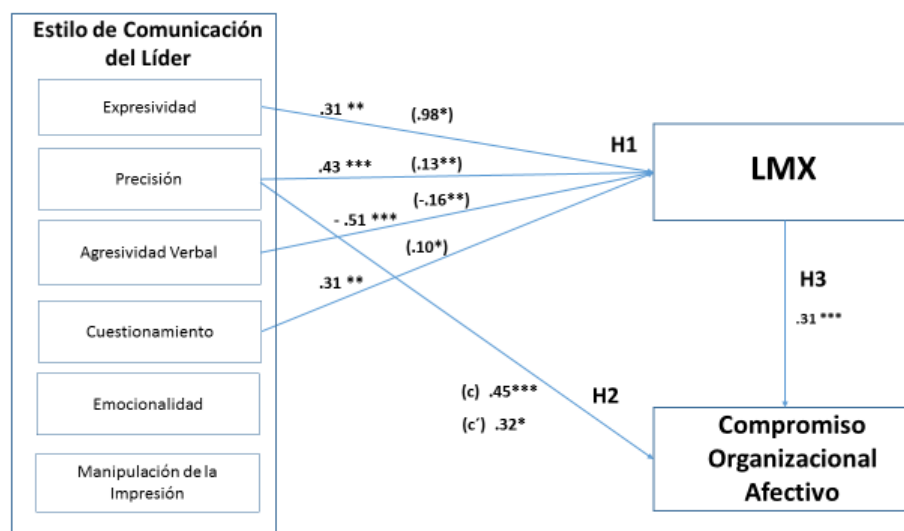 Estilo de Comunicación
del Líder
Expresividad
Precisión
Agresividad Verbal
Cuestionamiento
Emocionalidad
Manipulación de la
Impresión
.31 **
(.98*)
.43 ***
(.13**)
- .51 ***
(-.16**)
.31 **
(.10*)
H1
LMX
H3
.31 ***
(c) .45***
(c´) .32*
H2
Compromiso
Organizacional
Afectivo